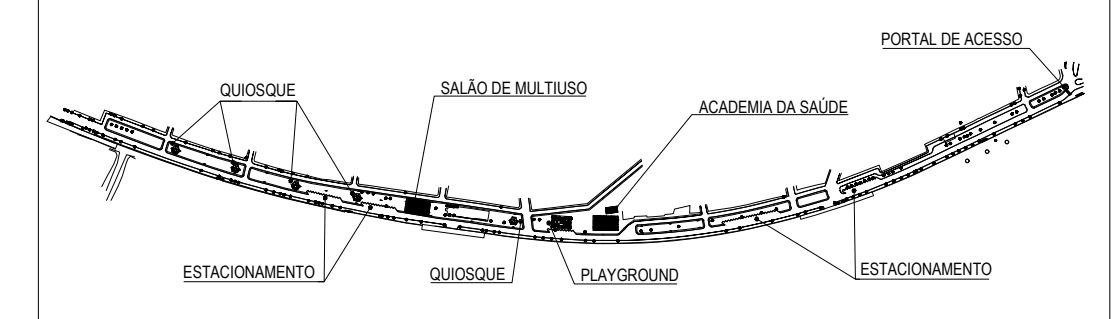 PORTAL DE ACESSO
QUIOSQUE
SALÃO DE MULTIUSO
ACADEMIA DA SAÚDE
ESTACIONAMENTO
QUIOSQUE
PLAYGROUND
ESTACIONAMENTO